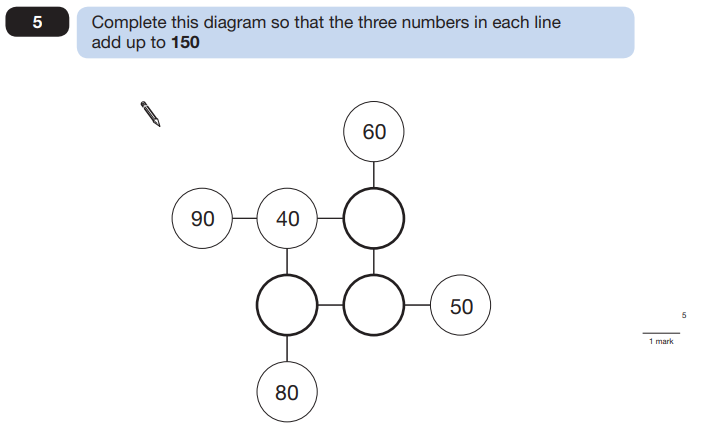 5
Complete this diagram so that the three numbers in each line
add up to 150
60
90 40
50
80
5
1 mark